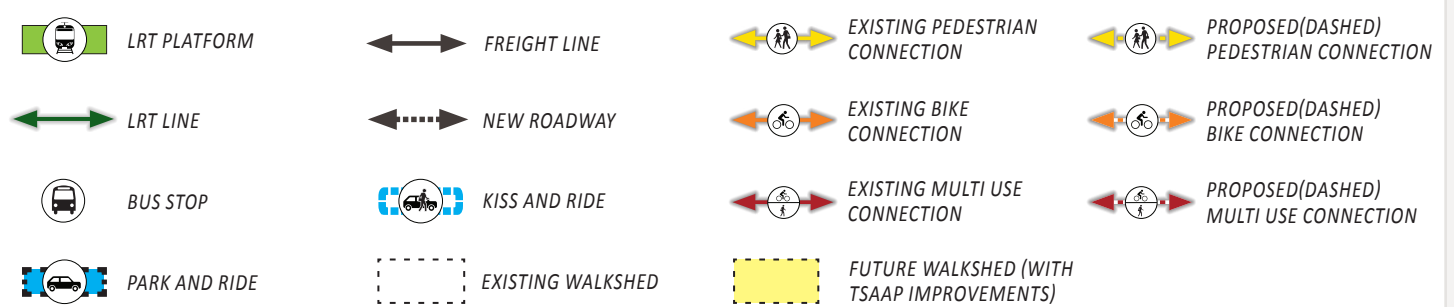 LRT PLATFORM
FREIGHT LINE
EXISTING PEDESTRIAN
CONNECTION
PROPOSED(DASHED)
PEDESTRIAN CONNECTION
LRT LINE
NEW ROADWAY
EXISTING BIKE
CONNECTION
PROPOSED(DASHED)
BIKE CONNECTION
BUS STOP
KISS AND RIDE
EXISTING MULTI USE
CONNECTION
PROPOSED(DASHED)
MULTI USE CONNECTION
PARK AND RIDE
EXISTING WALKSHED
FUTURE WALKSHED (WITH
TSAAP IMPROVEMENTS)